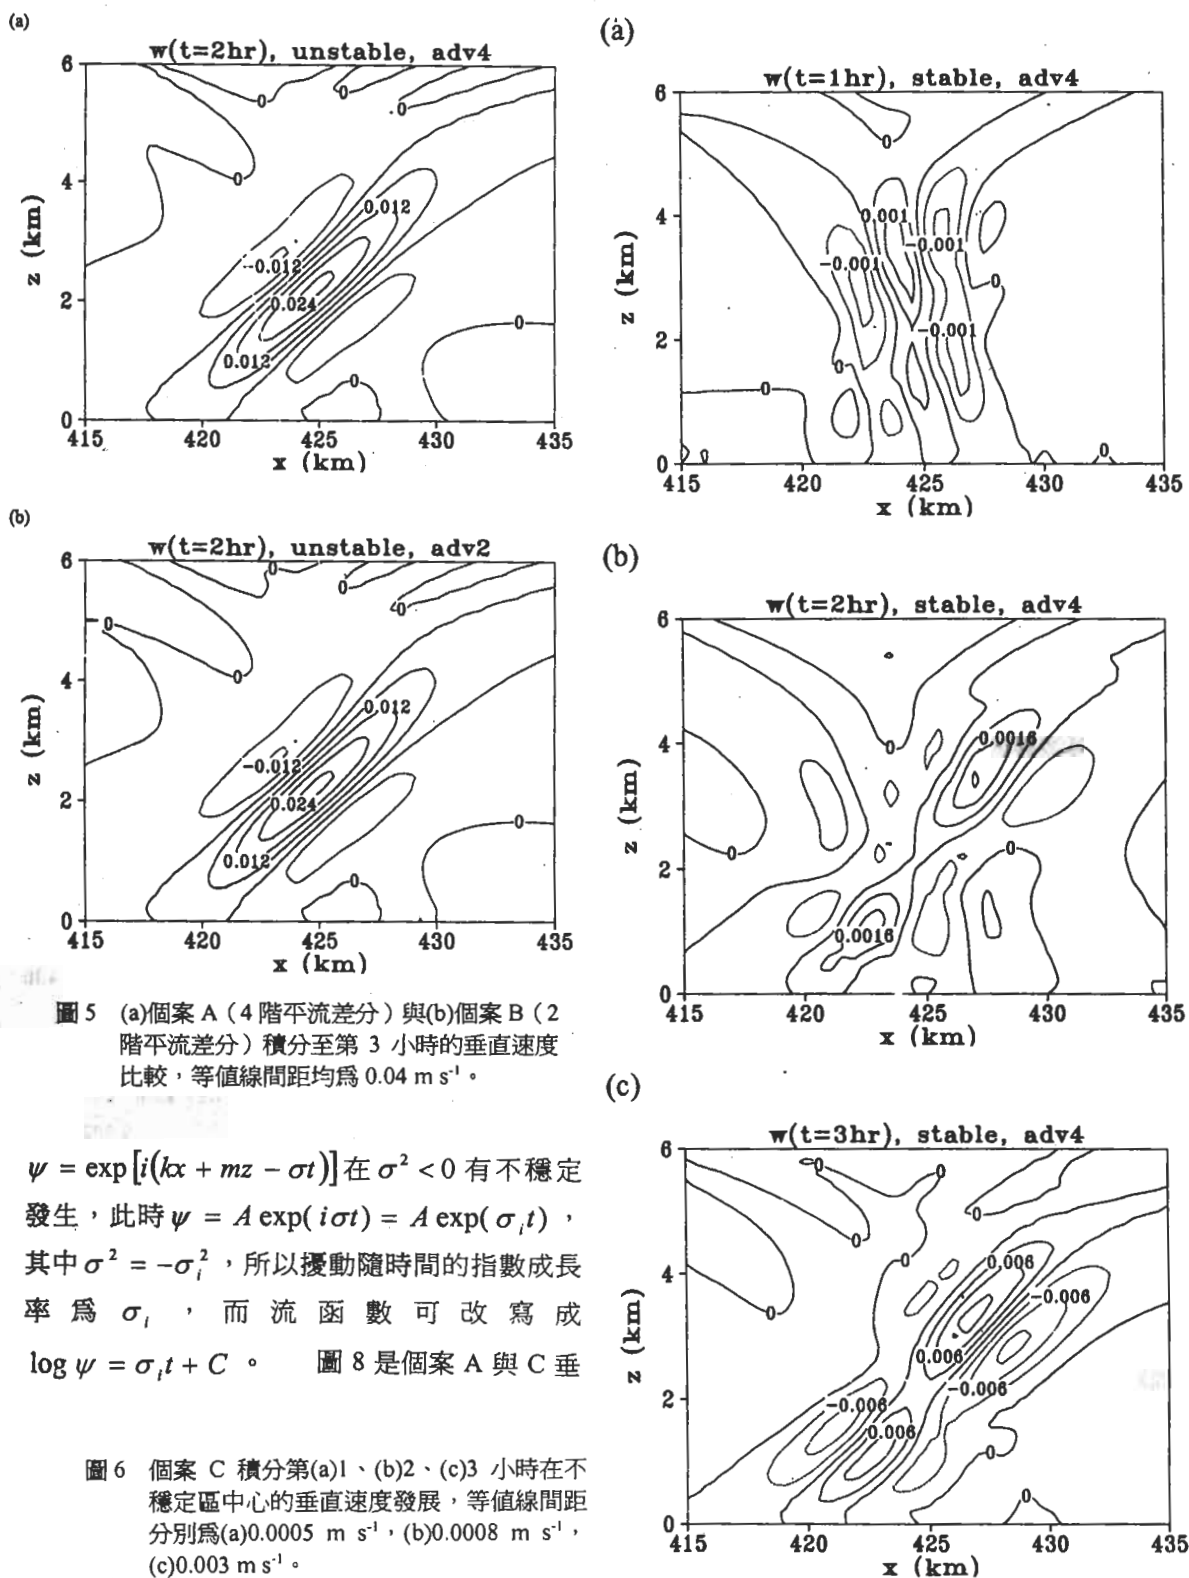 (a)
w(t=2hr), unstable, adv4
6
4
2
0
z (km)
0
0
.0
0
0.012
-0.012
0.024
0.012
0
0
415
420
425
430
435
x (km)
(b)
w(t=2hr), unstable, adv2
6
4
2
0
z (km)
0
0
0
0
0
0.012
-0.012
0.024
0.012
0
0
415
420
425
430
435
x (km)
圖5 (a)個案 A（4 階平流差分）與(b)個案 B（2
階平流差分）積分至第 3 小時的垂直速度
比較，等值線間距均爲 0.04 m s⁻¹。
ψ = exp[i(kx + mz − σt)]在 σ² < 0 有不穩定
發生，此時 ψ = A exp( iσt) = A exp( σᵢt) ，
其中 σ² = −σᵢ² ，所以擾動隨時間的指數成長
率 爲 σᵢ ， 而 流 函 數 可 改 寫 成
log ψ = σᵢt + C 。 圖 8 是個案 A 與 C 垂
圖6 個案 C 積分第(a)1、(b)2、(c)3 小時在不
穩定區中心的垂直速度發展，等值線間距
分別爲(a)0.0005 m s⁻¹，(b)0.0008 m s⁻¹，
(c)0.003 m s⁻¹。
(a)
w(t=1hr), stable, adv4
6
4
2
0
z (km)
0
0.001
-0.001
-0.001
0
-0.001
0
0
0
415
420
425
430
435
x (km)
(b)
w(t=2hr), stable, adv4
6
4
2
0
z (km)
0
0.0016
0
0
0.0016
415
420
425
430
435
x (km)
(c)
w(t=3hr), stable, adv4
6
4
2
0
z (km)
0
0
0
0
0
0.006
-0.006
0.006
-0.006
-0.006
0.006
0
0
415
420
425
430
435
x (km)